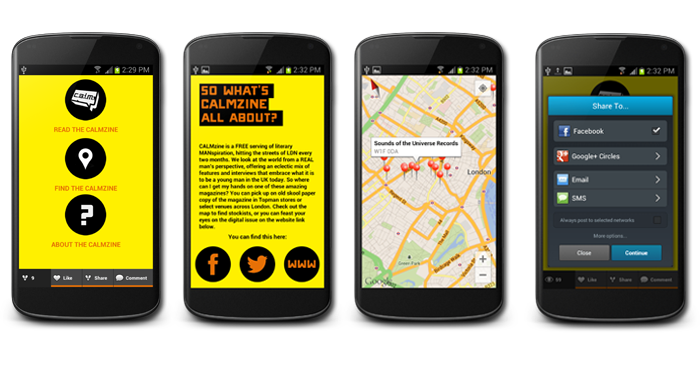 2:29 PM
calm
READ THE CALMZINE
FIND THE CALMZINE
?
ABOUT THE CALMZINE
9 Like Share Comment
2:32 PM
SO WHAT'S
CALMZINE
ALL ABOUT?
CALMzine is a FREE serving of literary
MANspiration, hitting the streets of LDN every
two months. We look at the world from a REAL
man's perspective, offering an eclectic mix of
features and interviews that embrace what it is
to be a young man in the UK today. So where
can I get my hands on one of these amazing
magazines? You can pick up on old skool paper
copy of the magazine in Topman stores or
select venues across London. Check out the
map to find stockists, or you can feast your
eyes on the digital issue on the website link
below.
You can find this here:
f
WWW
2:32 PM
Sounds of the Universe Records
W1F 0DA
London
Green Park
Birdcage Walk
Google
+
−
2:32 PM
Share To...
Facebook
Google+ Circles
Email
SMS
Always post to selected networks
More options...
Close Continue
Like Share Comment